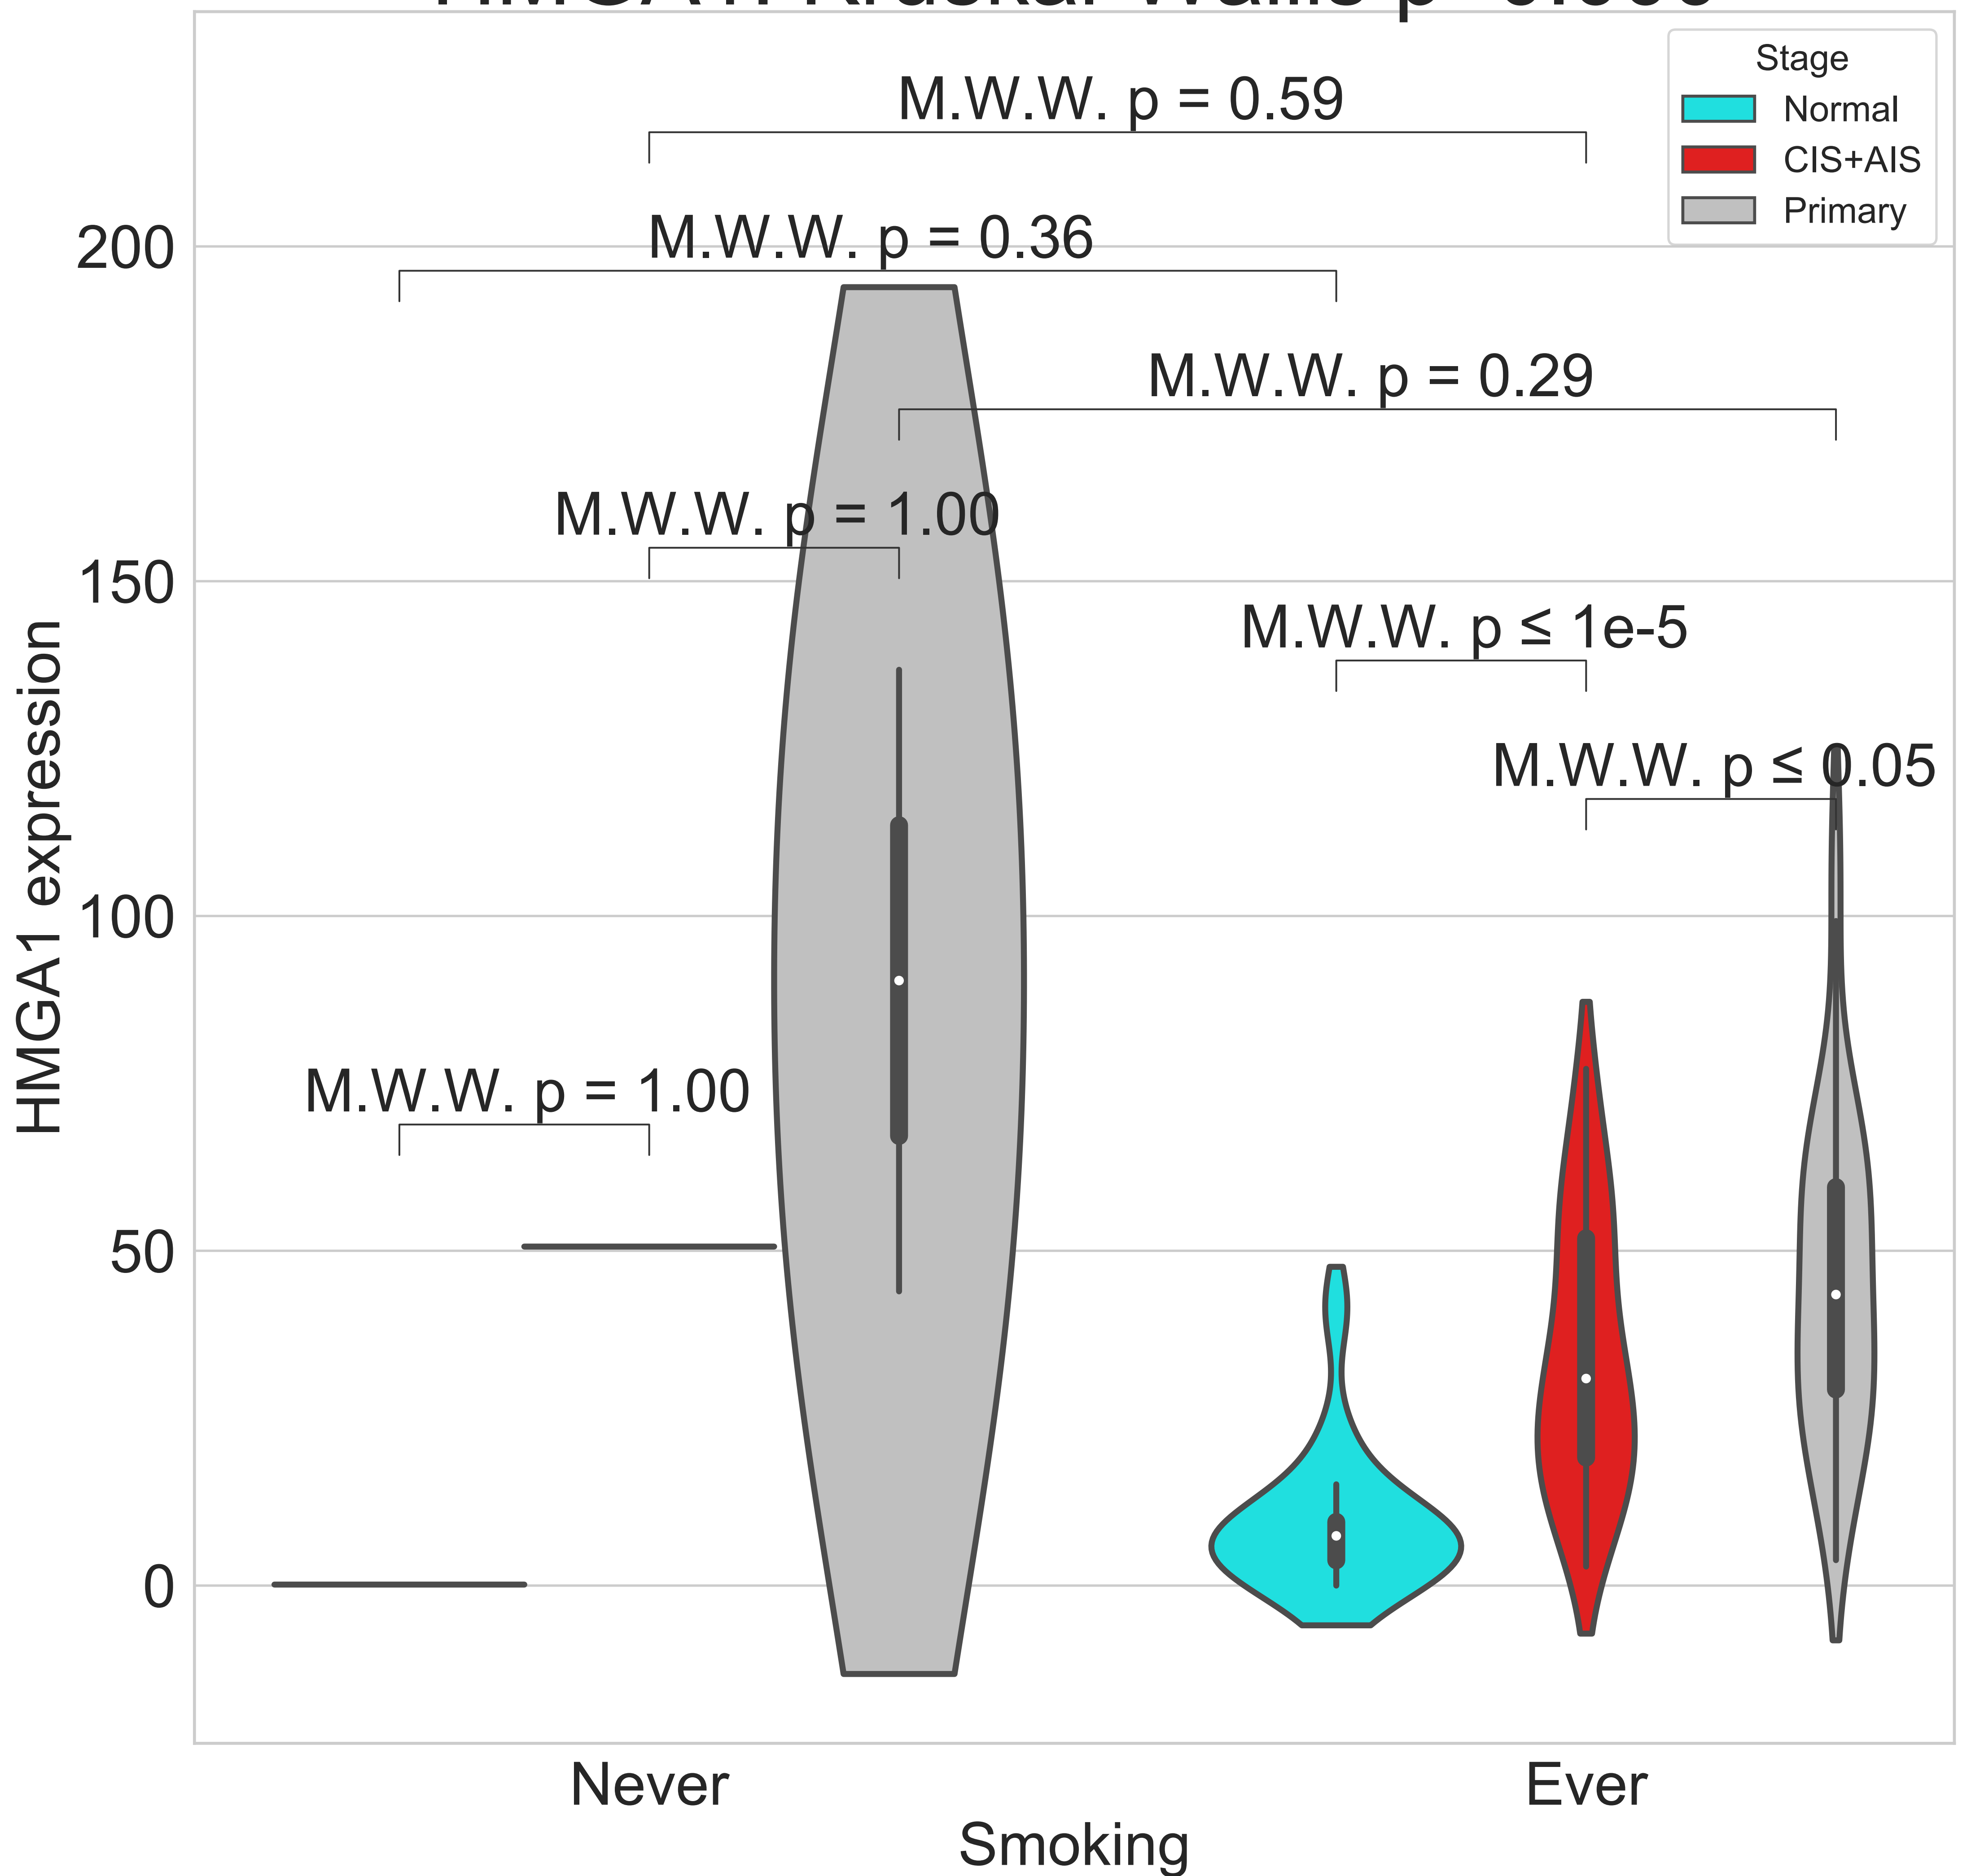 Stage
Normal
CIS+AIS
Primary
M.W.W. p = 0.59
M.W.W. p = 0.36
M.W.W. p = 0.29
M.W.W. p = 1.00
M.W.W. p ≤ 1e-5
M.W.W. p ≤ 0.05
M.W.W. p = 1.00
200
150
100
50
0
HMGA1 expression
Never
Ever
Smoking